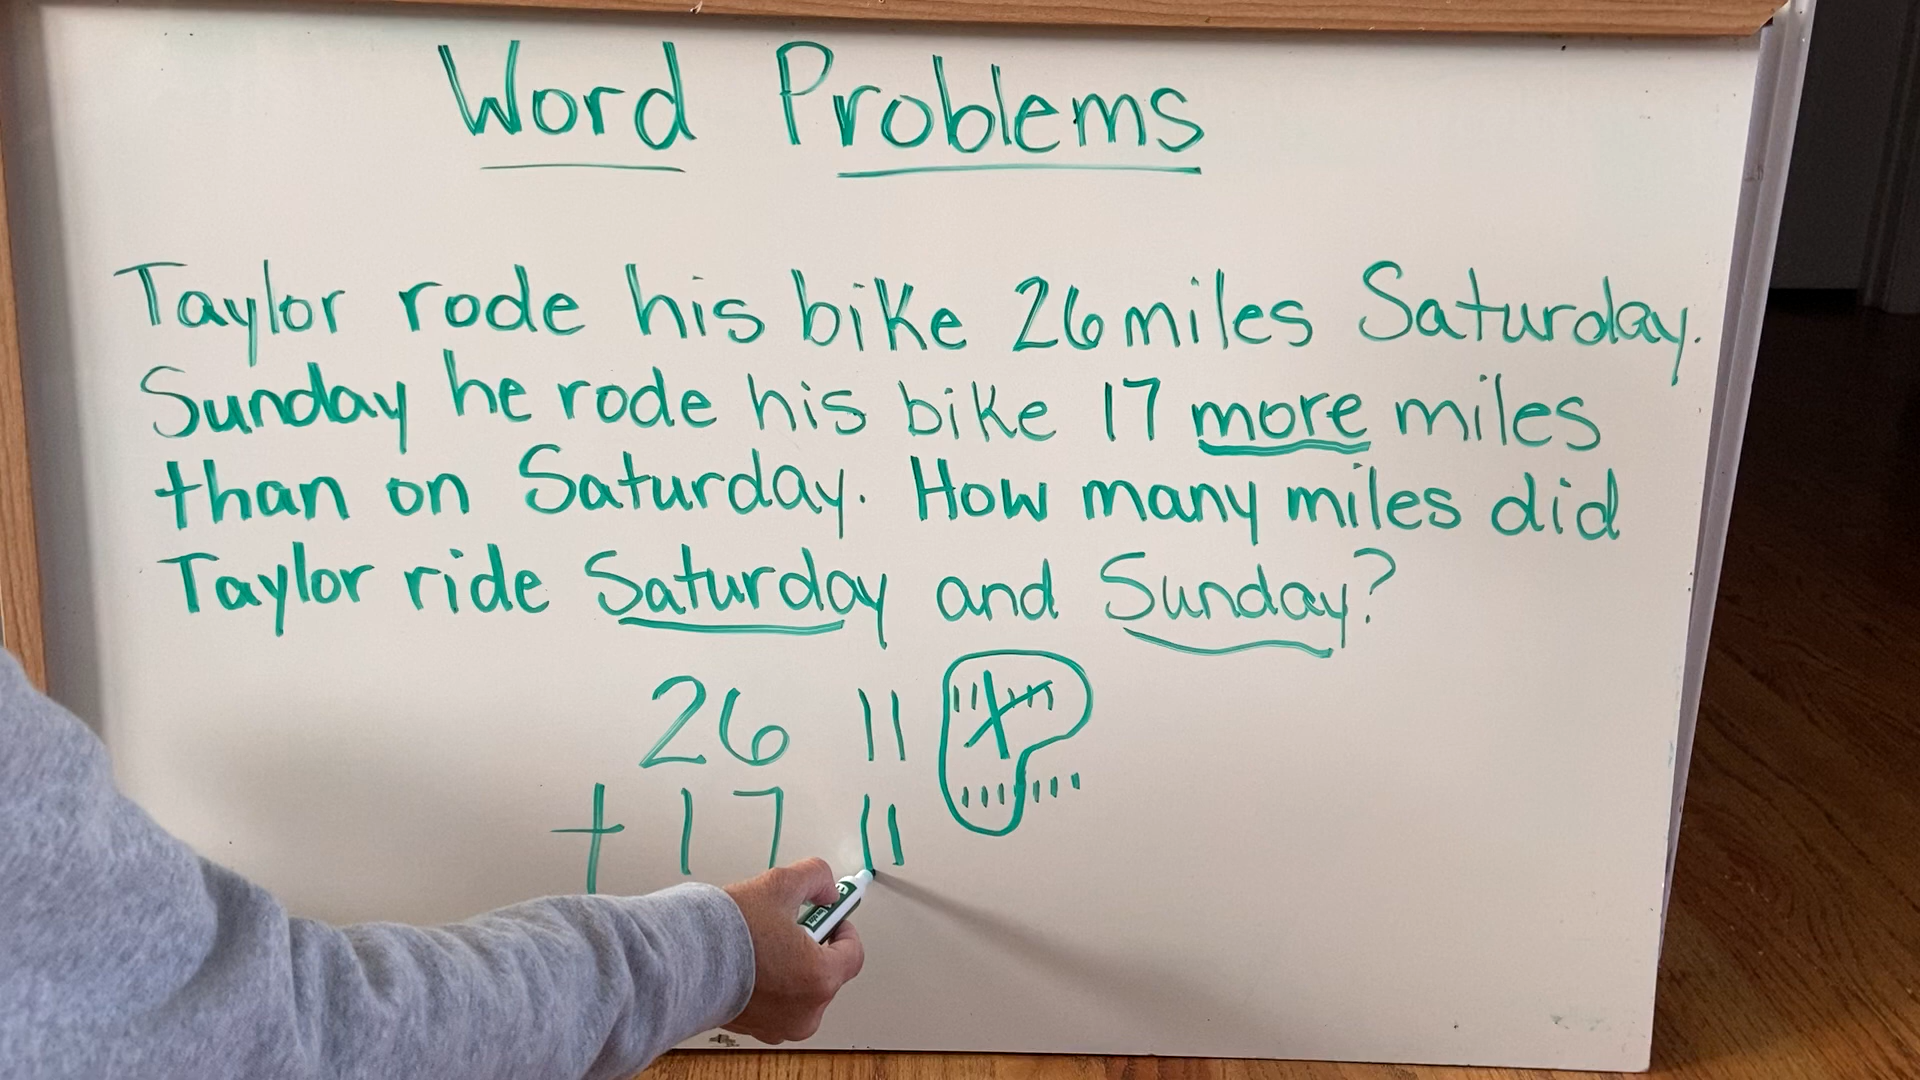 Word Problems
Taylor rode his bike 26 miles Saturday.
Sunday he rode his bike 17 more miles
than on Saturday. How many miles did
Taylor ride Saturday and Sunday?
26
+ 17